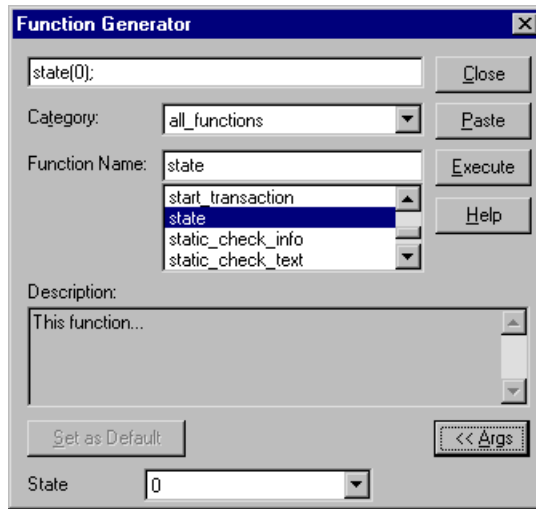 Function Generator
state(0);
Close
Category:
all_functions
Paste
Function Name:
state
Execute
start_transaction
state
static_check_info
static_check_text
Help
Description:
This function...
Set as Default
<< Args
State
0